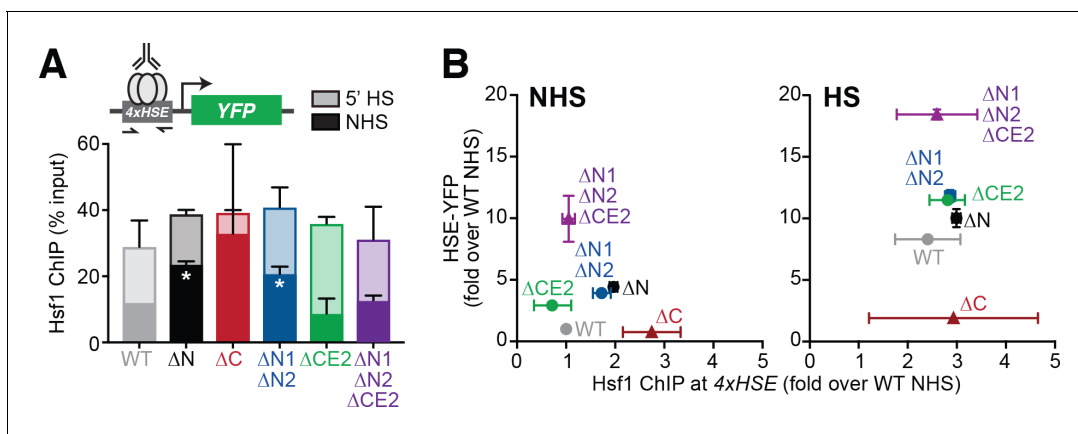 A
4xHSE
YFP
5' HS
NHS
Hsf1 ChIP (% input)
60
40
20
0
*
*
WT
ΔN
ΔC
ΔN1
ΔN2
ΔCE2
ΔN1
ΔN2
ΔCE2
B
NHS
HSE-YFP
(fold over WT NHS)
20
15
10
5
0
ΔN1
ΔN2
ΔCE2
ΔN1
ΔN2
ΔCE2
ΔN
WT
ΔC
0 1 2 3 4 5
HS
20
15
10
5
0
ΔN1
ΔN2
ΔCE2
ΔN1
ΔN2
ΔCE2
ΔN
WT
ΔC
0 1 2 3 4 5
Hsf1 ChIP at 4xHSE (fold over WT NHS)